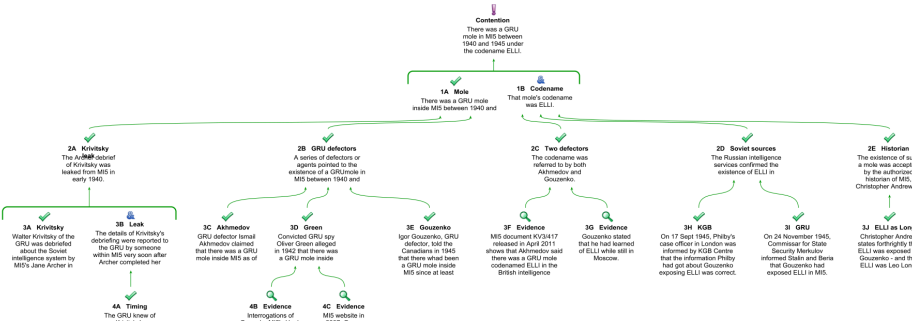 Contention
There was a GRU
mole in MI5 between
1940 and 1945 under
the codename ELLI.
1A Mole
There was a GRU mole
inside MI5 between 1940 and
1B Codename
That mole's codename
was ELLI.
2A Krivitsky
leak
The Archer debrief
of Krivitsky was
leaked from MI5 in
early 1940.
2B GRU defectors
A series of defectors or
agents pointed to the
existence of a GRUmole in
MI5 between 1940 and
2C Two defectors
The codename was
referred to by both
Akhmedov and
Gouzenko.
2D Soviet sources
The Russian intelligence
services confirmed the
existence of ELLI in
2E Historian
The existence of su
a mole was accept
by the authorized
historian of MI5,
Christopher Andrew
3A Krivitsky
Walter Krivitsky of the
GRU was debriefed
about the Soviet
intelligence system by
MI5's Jane Archer in
3B Leak
The details of Krivitsky's
debriefing were reported to
the GRU by someone
within MI5 very soon after
Archer completed her
3C Akhmedov
GRU defector Ismail
Akhmedov claimed
that there was a GRU
mole inside MI5 as of
3D Green
Convicted GRU spy
Oliver Green alleged
in 1942 that there was
a GRU mole inside
3E Gouzenko
Igor Gouzenko, GRU
defector, told the
Canadians in 1945
that there whad been
a GRU mole inside
MI5 since at least
3F Evidence
MI5 document KV3/417
released in April 2011
shows that Akhmedov said
there was a GRU mole
codenamed ELLI in the
British intelligence
3G Evidence
Gouzenko stated
that he had learned
of ELLI while still in
Moscow.
3H KGB
On 17 Sept 1945, Philby's
case officer in London was
informed by KGB Centre
that the information Philby
had got about Gouzenko
exposing ELLI was correct.
3I GRU
On 24 November 1945,
Commissar for State
Security Merkulov
informed Stalin and Beria
that Gouzenko had
exposed ELLI in MI5.
3J ELLI as Long
Christopher Andre
states forthrightly th
ELLI was exposed
Gouzenko - and th
ELLI was Leo Lon
4A Timing
The GRU knew of
4B Evidence
Interrogations of
4C Evidence
MI5 website in